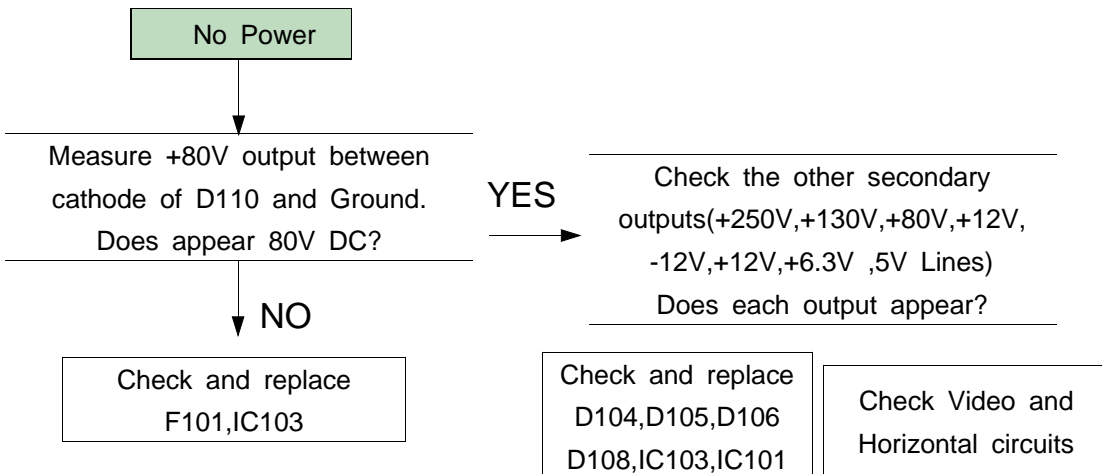 No Power
Measure +80V output between
cathode of D110 and Ground.
Does appear 80V DC?
YES
Check the other secondary
outputs(+250V,+130V,+80V,+12V,
-12V,+12V,+6.3V ,5V Lines)
Does each output appear?
NO
Check and replace
F101,IC103
Check and replace
D104,D105,D106
D108,IC103,IC101
Check Video and
Horizontal circuits